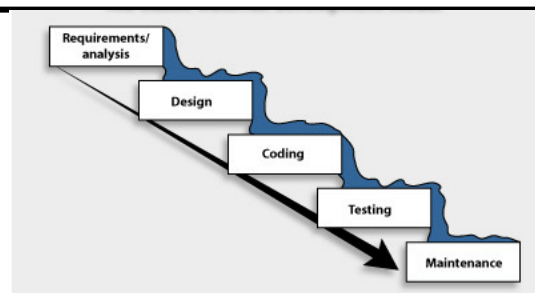 Requirements/
analysis
Design
Coding
Testing
Maintenance